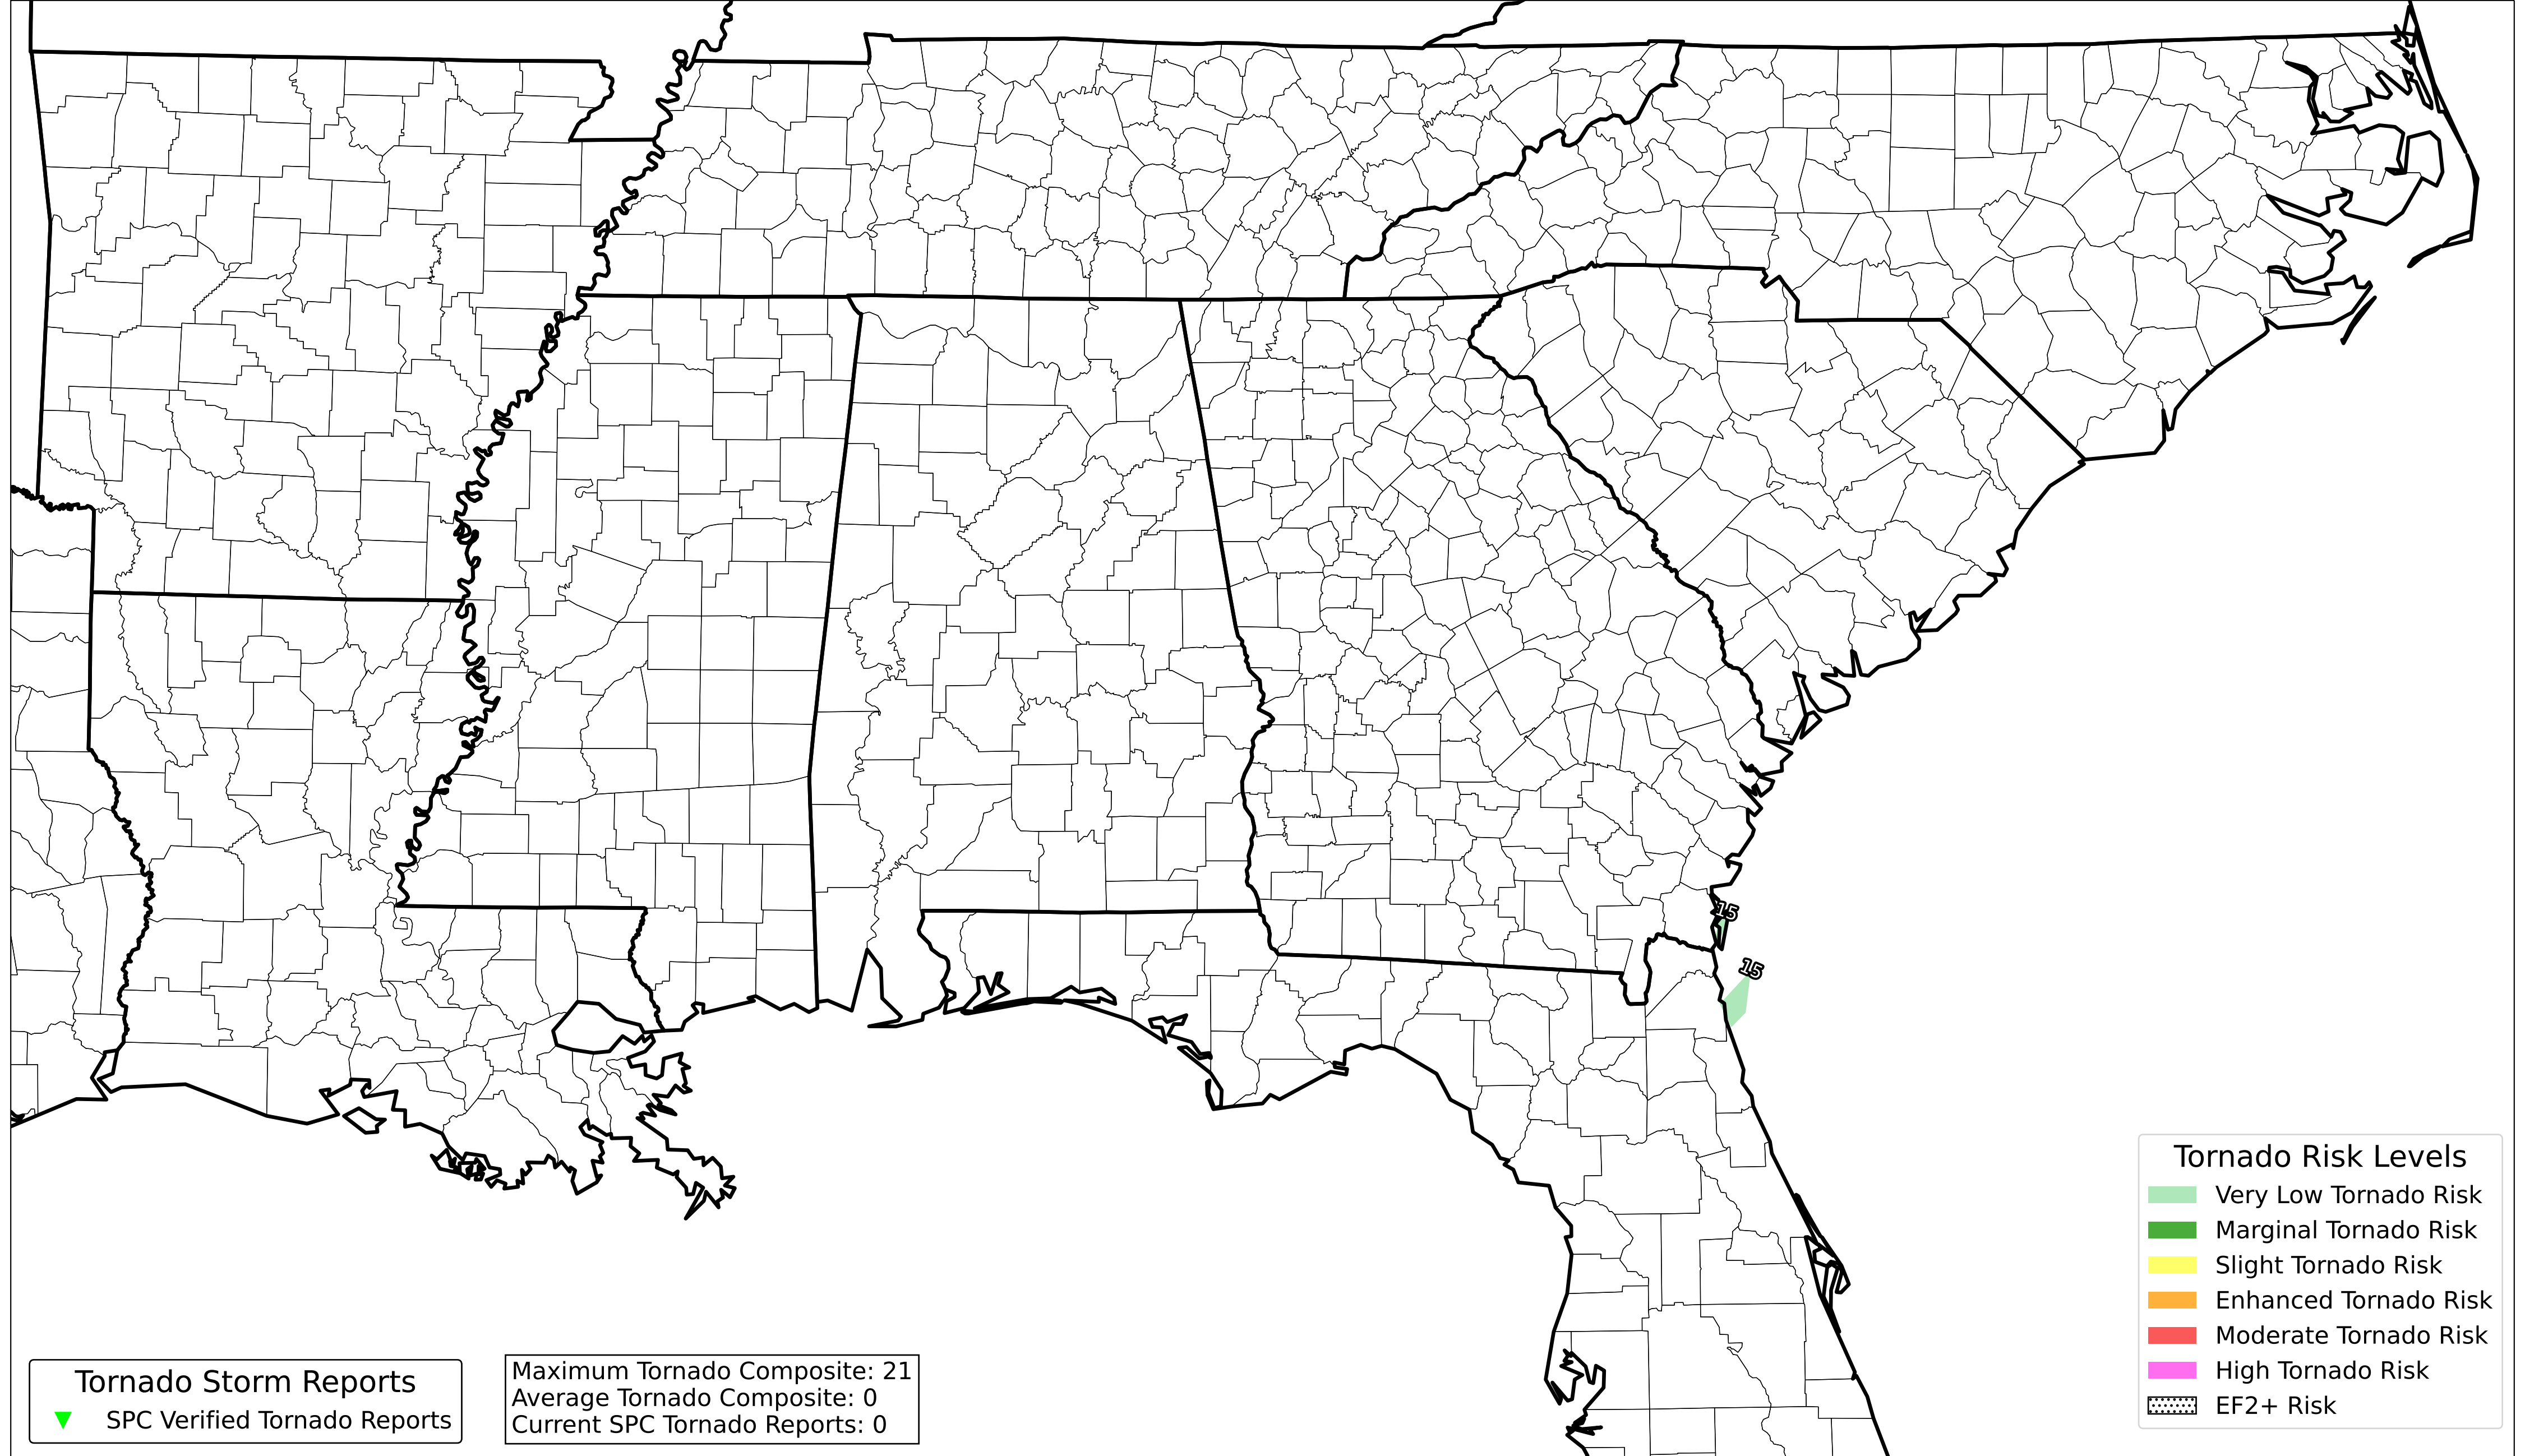 15
15
Tornado Risk Levels
Very Low Tornado Risk
Marginal Tornado Risk
Slight Tornado Risk
Enhanced Tornado Risk
Moderate Tornado Risk
High Tornado Risk
EF2+ Risk
Tornado Storm Reports
SPC Verified Tornado Reports
Maximum Tornado Composite: 21
Average Tornado Composite: 0
Current SPC Tornado Reports: 0